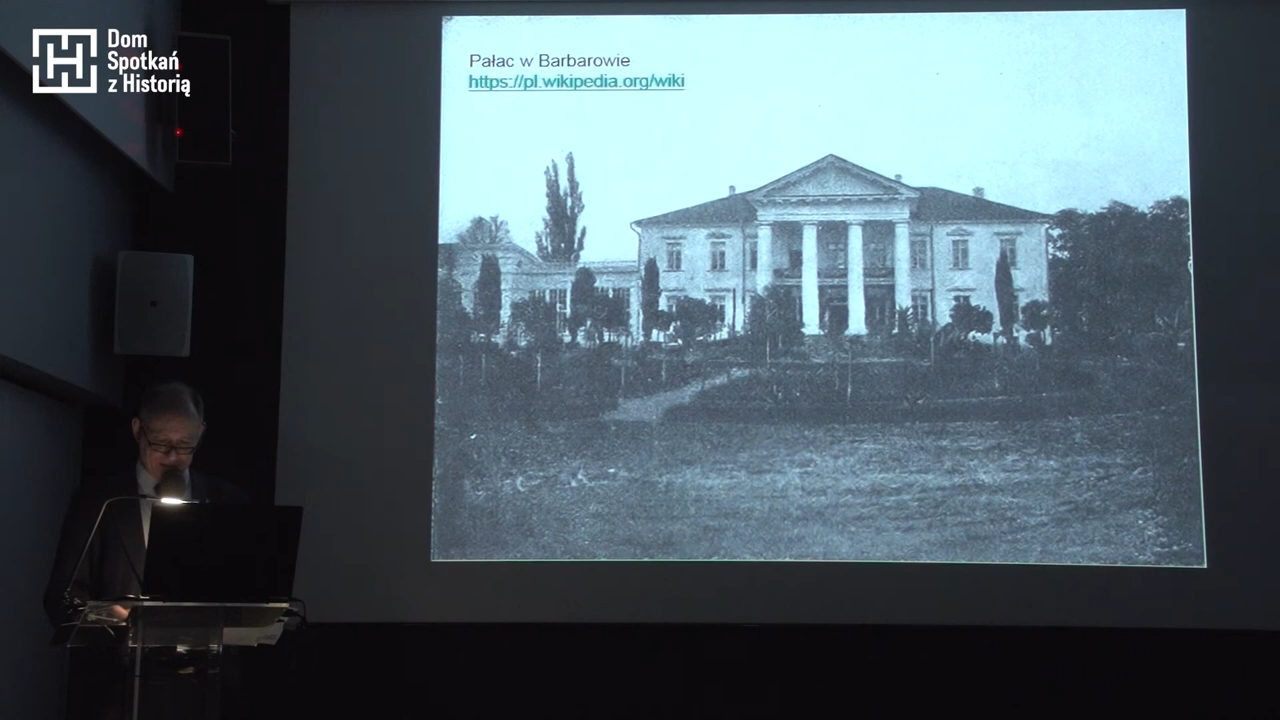 Dom
Spotkań
z Historią
Pałac w Barbarowie
https://pl.wikipedia.org/wiki